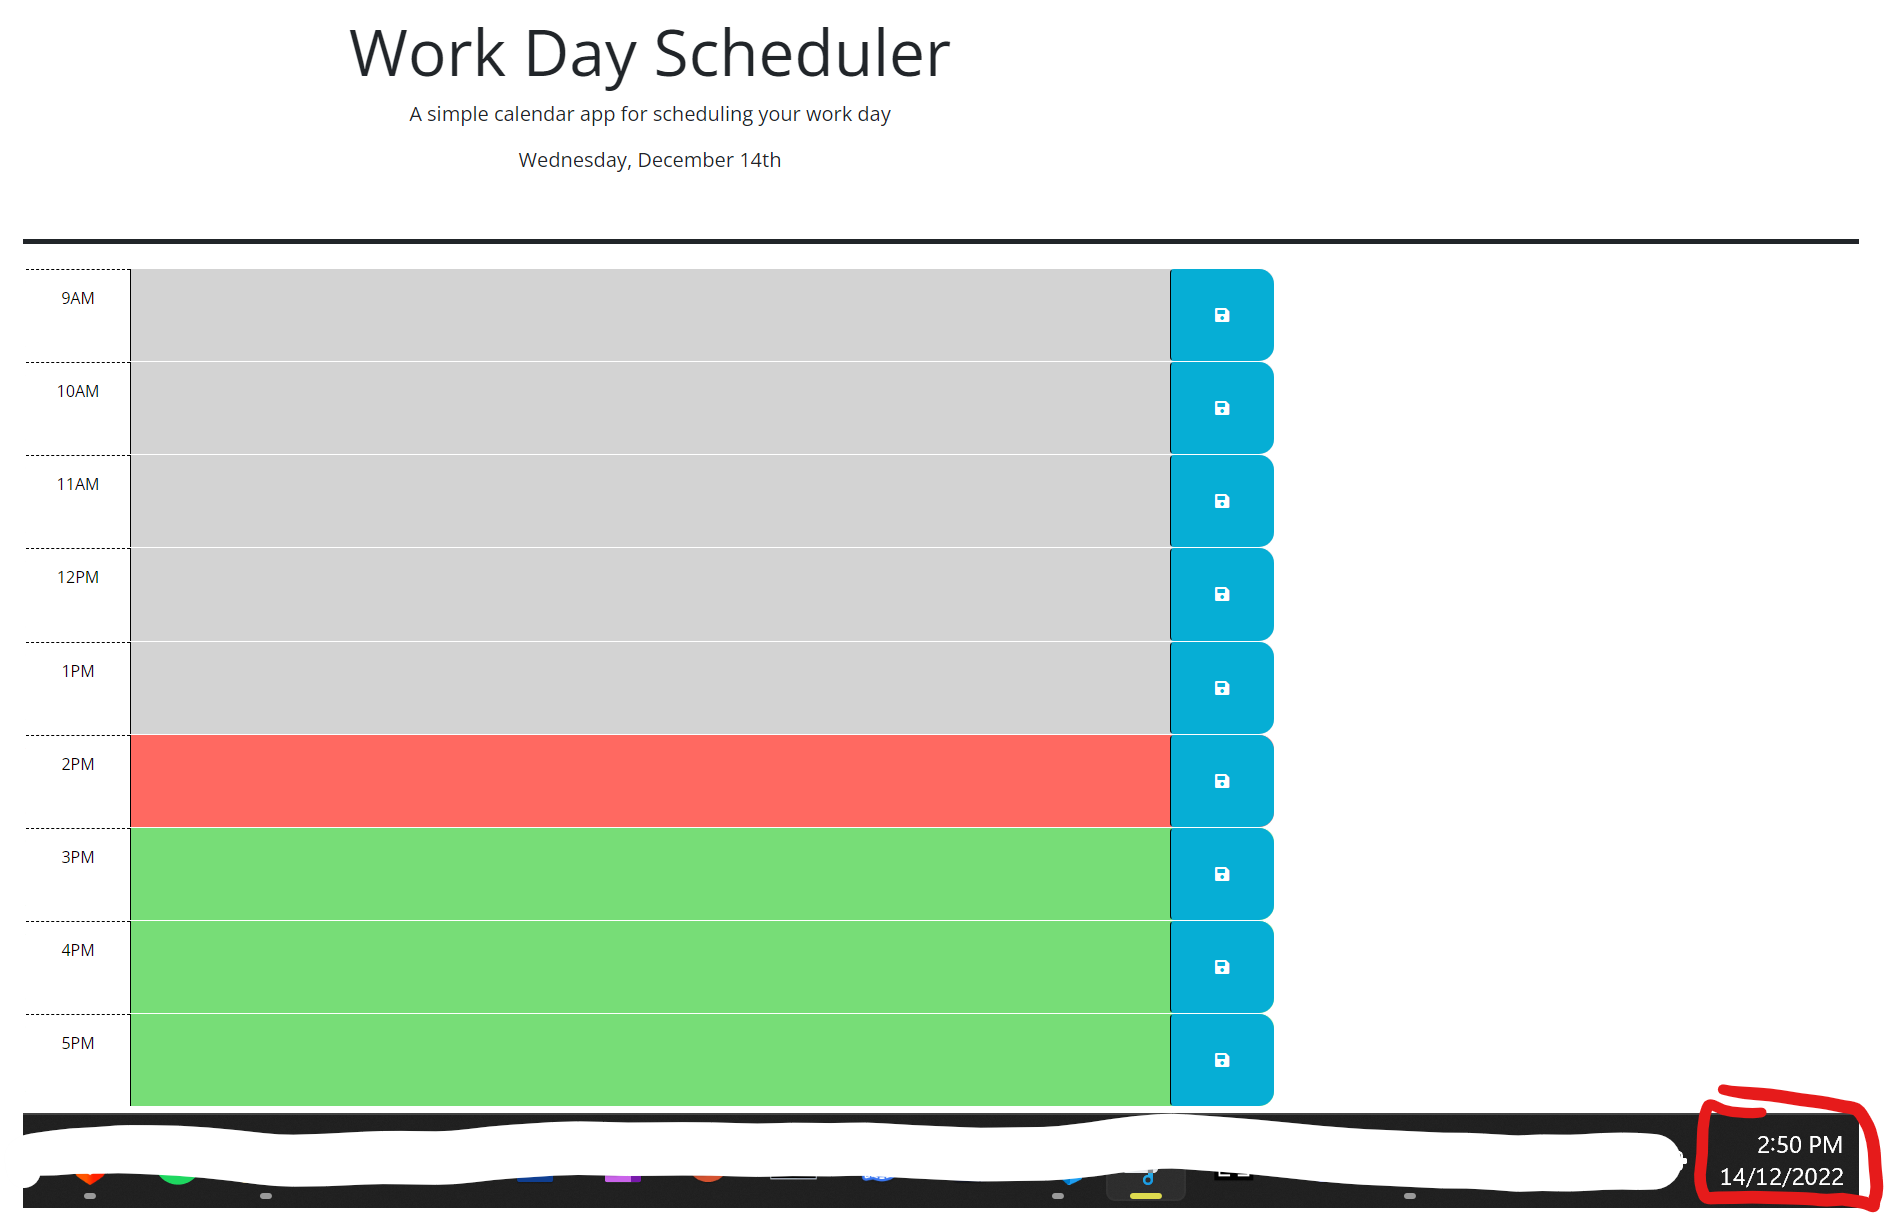 Work Day Scheduler
A simple calendar app for scheduling your work day
Wednesday, December 14th
9AM
10AM
11AM
12PM
1PM
2PM
3PM
4PM
5PM
2:50 PM
14/12/2022